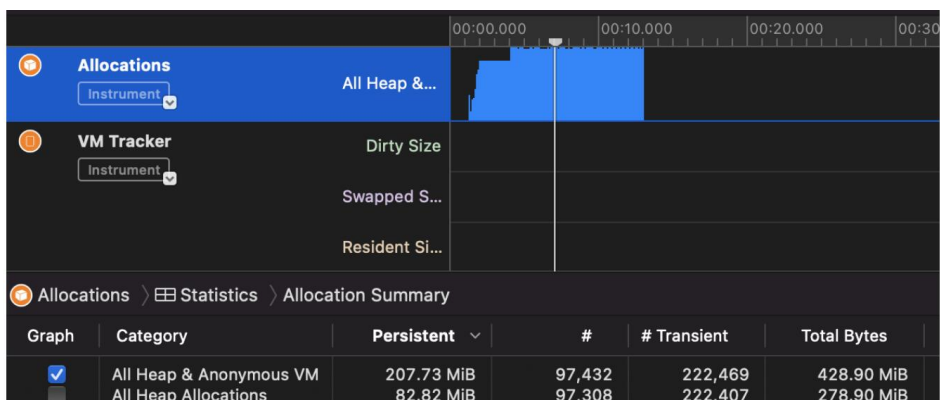 00:00.000 00:10.000 00:20.000 00:30
Allocations
Instrument
All Heap &...
VM Tracker
Instrument
Dirty Size
Swapped S...
Resident Si...
Allocations Statistics Allocation Summary
Graph Category Persistent # # Transient Total Bytes
All Heap & Anonymous VM 207.73 MiB 97,432 222,469 428.90 MiB
All Heap Allocations 82.82 MiB 97,308 222,407 278.90 MiB